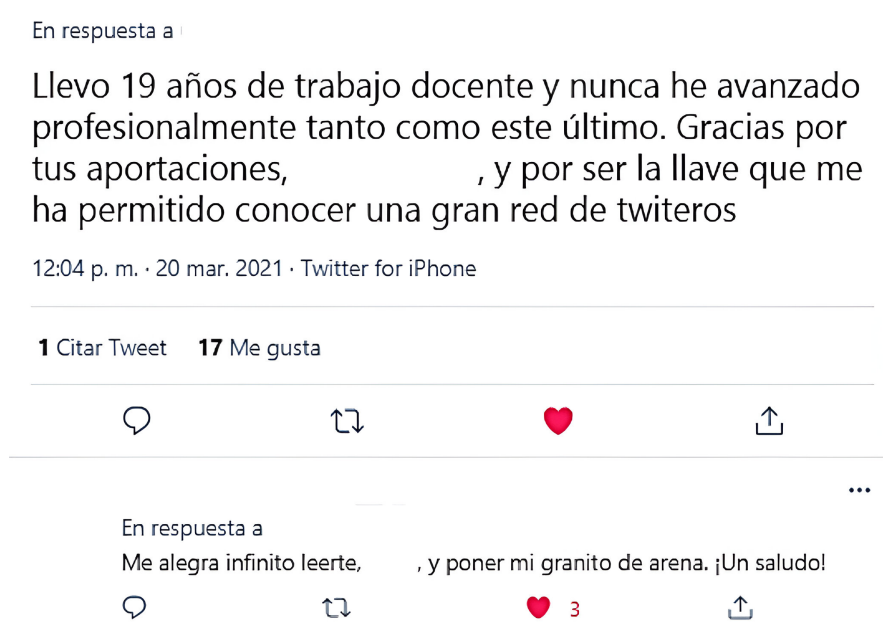 En respuesta a
Llevo 19 años de trabajo docente y nunca he avanzado
profesionalmente tanto como este último. Gracias por
tus aportaciones, , y por ser la llave que me
ha permitido conocer una gran red de twiteros
12:04 p. m. · 20 mar. 2021 · Twitter for iPhone
1 Citar Tweet 17 Me gusta
En respuesta a
Me alegra infinito leerte, , y poner mi granito de arena. ¡Un saludo!
3